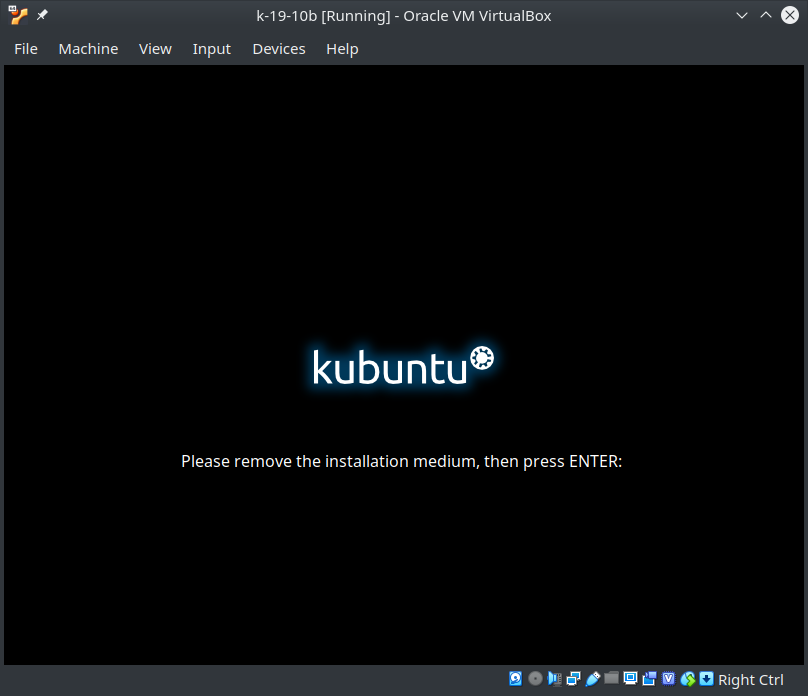 k-19-10b [Running] - Oracle VM VirtualBox
File Machine View Input Devices Help
kubuntu
Please remove the installation medium, then press ENTER:
V Right Ctrl